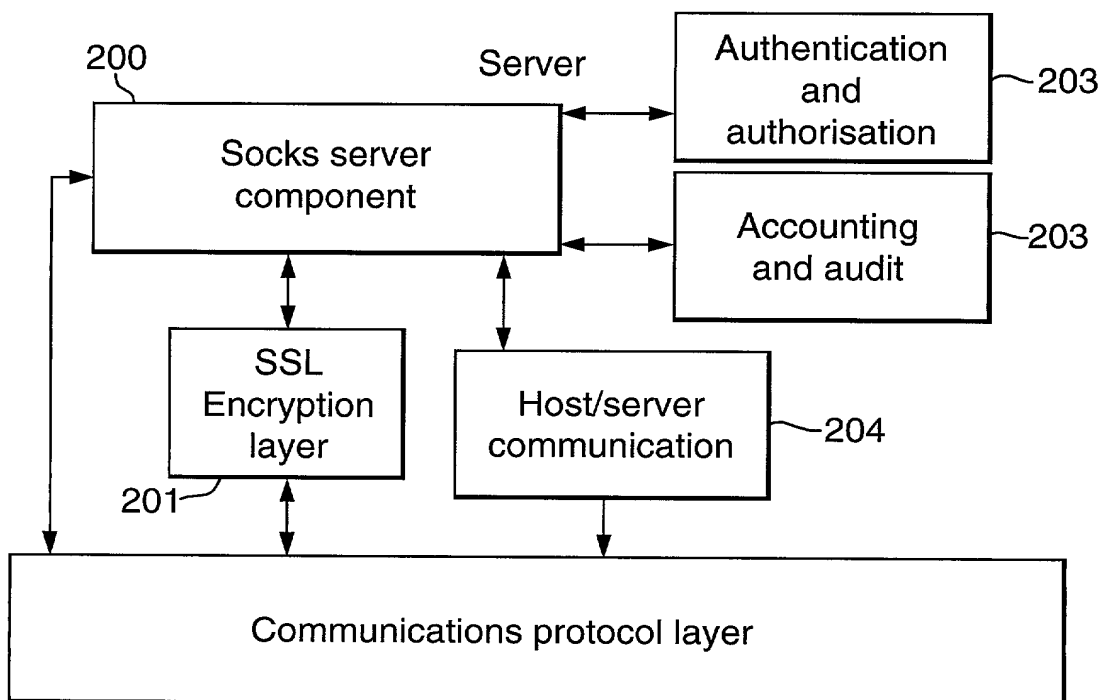 200
Server
Authentication
and
authorisation
203
Socks server
component
Accounting
and audit
203
SSL
Encryption
layer
201
Host/server
communication
204
Communications protocol layer